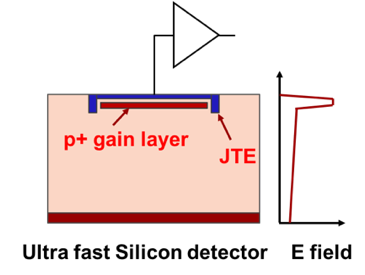 p+ gain layer
JTE
Ultra fast Silicon detector
E field